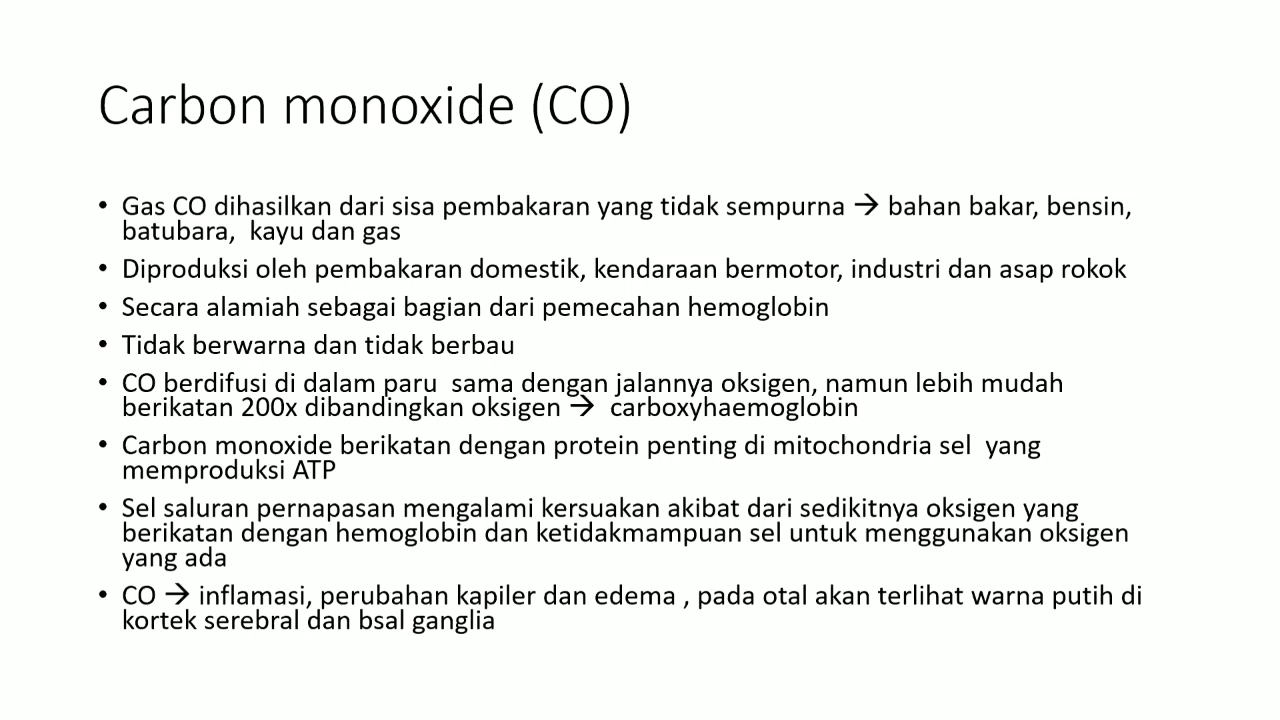 Carbon monoxide (CO)
• Gas CO dihasilkan dari sisa pembakaran yang tidak sempurna → bahan bakar, bensin,
batubara,  kayu dan gas
• Diproduksi oleh pembakaran domestik, kendaraan bermotor, industri dan asap rokok
• Secara alamiah sebagai bagian dari pemecahan hemoglobin
• Tidak berwarna dan tidak berbau
• CO berdifusi di dalam paru  sama dengan jalannya oksigen, namun lebih mudah
berikatan 200x dibandingkan oksigen →  carboxyhaemoglobin
• Carbon monoxide berikatan dengan protein penting di mitochondria sel  yang
memproduksi ATP
• Sel saluran pernapasan mengalami kersuakan akibat dari sedikitnya oksigen yang
berikatan dengan hemoglobin dan ketidakmampuan sel untuk menggunakan oksigen
yang ada
• CO → inflamasi, perubahan kapiler dan edema , pada otal akan terlihat warna putih di
kortek serebral dan bsal ganglia